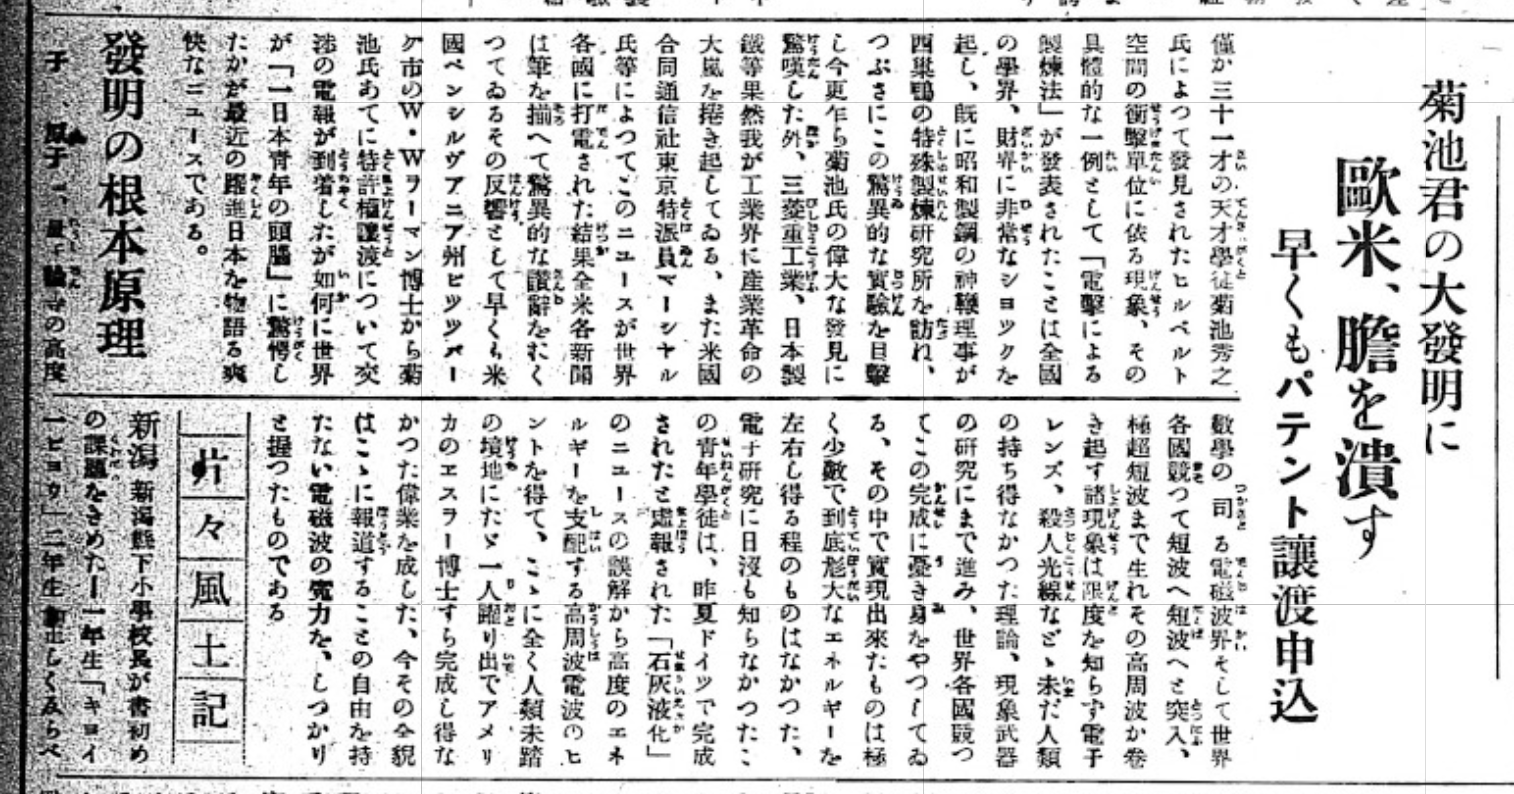 菊池君の大發明に
歐米、膽を潰す
早くもパテント讓渡申込
僅か三十一才の天才學徒菊池秀之
氏によつて發見されたヒルベルト
空間の衝擊單位に依る現象、その
具體的な一例として「電擊による
製煉法」が發表されたことは全國
の學界、財界に非常なショックを
起し、既に昭和製鋼の神鞭理事が
西巢鴨の特殊製煉研究所を訪れ、
つぶさにこの驚異的な實驗を目擊
し今更乍ら菊池氏の偉大な發見に
驚嘆した外、三菱重工業、日本製
鐵等果然我が工業界に産業革命の
大嵐を捲き起してゐる、また米國
合同通信社東京特派員マーシャル
氏等によつてこのニュースが世界
各國に打電された結果全米各新聞
は筆を揃へて驚異的な讃辭をおく
つてゐるその反響として早くも米
國ペンシルヴアニア州ピツツバー
グ市のW・Wラーマン博士から菊
池氏あてに特許權讓渡について交
渉の電報が到着したが如何に世界
が「一日本青年の頭腦」に驚愕し
たかが最近の躍進日本を物語る爽
快なニュースである。
發明の根本原理
子、原子、量子論等の高度
數學の司る電磁波界そして世界
各國競つて短波へ短波へと突入、
極超短波まで生れその高周波が卷
き起す諸現象は限度を知らず電子
レンズ、殺人光線などゝ未だ人類
の持ち得なかつた理論、現象武器
の研究にまで進み、世界各國競つ
てこの完成に憂き身をやつしてゐ
る、その中で實現出來たものは極
く少數で到底尨大なエネルギーを
左右し得る程のものはなかつた、
電子研究に日沒も知らなかつたこ
の青年學徒は、昨夏ドイツで完成
されたと虛報された「石灰液化」
のニュースの誤解から高度のエネ
ルギーを支配する高周波電波のヒ
ントを得て、こゝに全く人類未踏
の境地にたゞ一人躍り出でアメリ
カのエスラー博士すら完成し得な
かつた偉業を成した、今その全貌
はこゝに報道することの自由を持
たない電磁波の魔力を、しつかり
と握つたものである
片々風土記
新潟 新潟縣下小學校長が書初め
の課題をきめた—一年生「キヨイ
一ヒヨウ」二年生